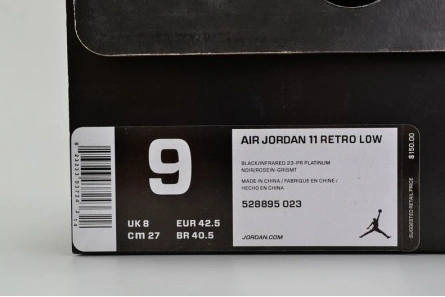 9
UK 8 EUR 42.5
cm 27 BR 40.5
AIR JORDAN 11 RETRO LOW
BLACK/INFRARED 23-PR PLATINUM
NOIR/ROSEIN-GRISMT
MADE IN CHINA / FABRIQUE EN CHINE /
HECHO EN CHINA
528895 023
JORDAN.COM
$150.00
SUGGESTED RETAIL PRICE